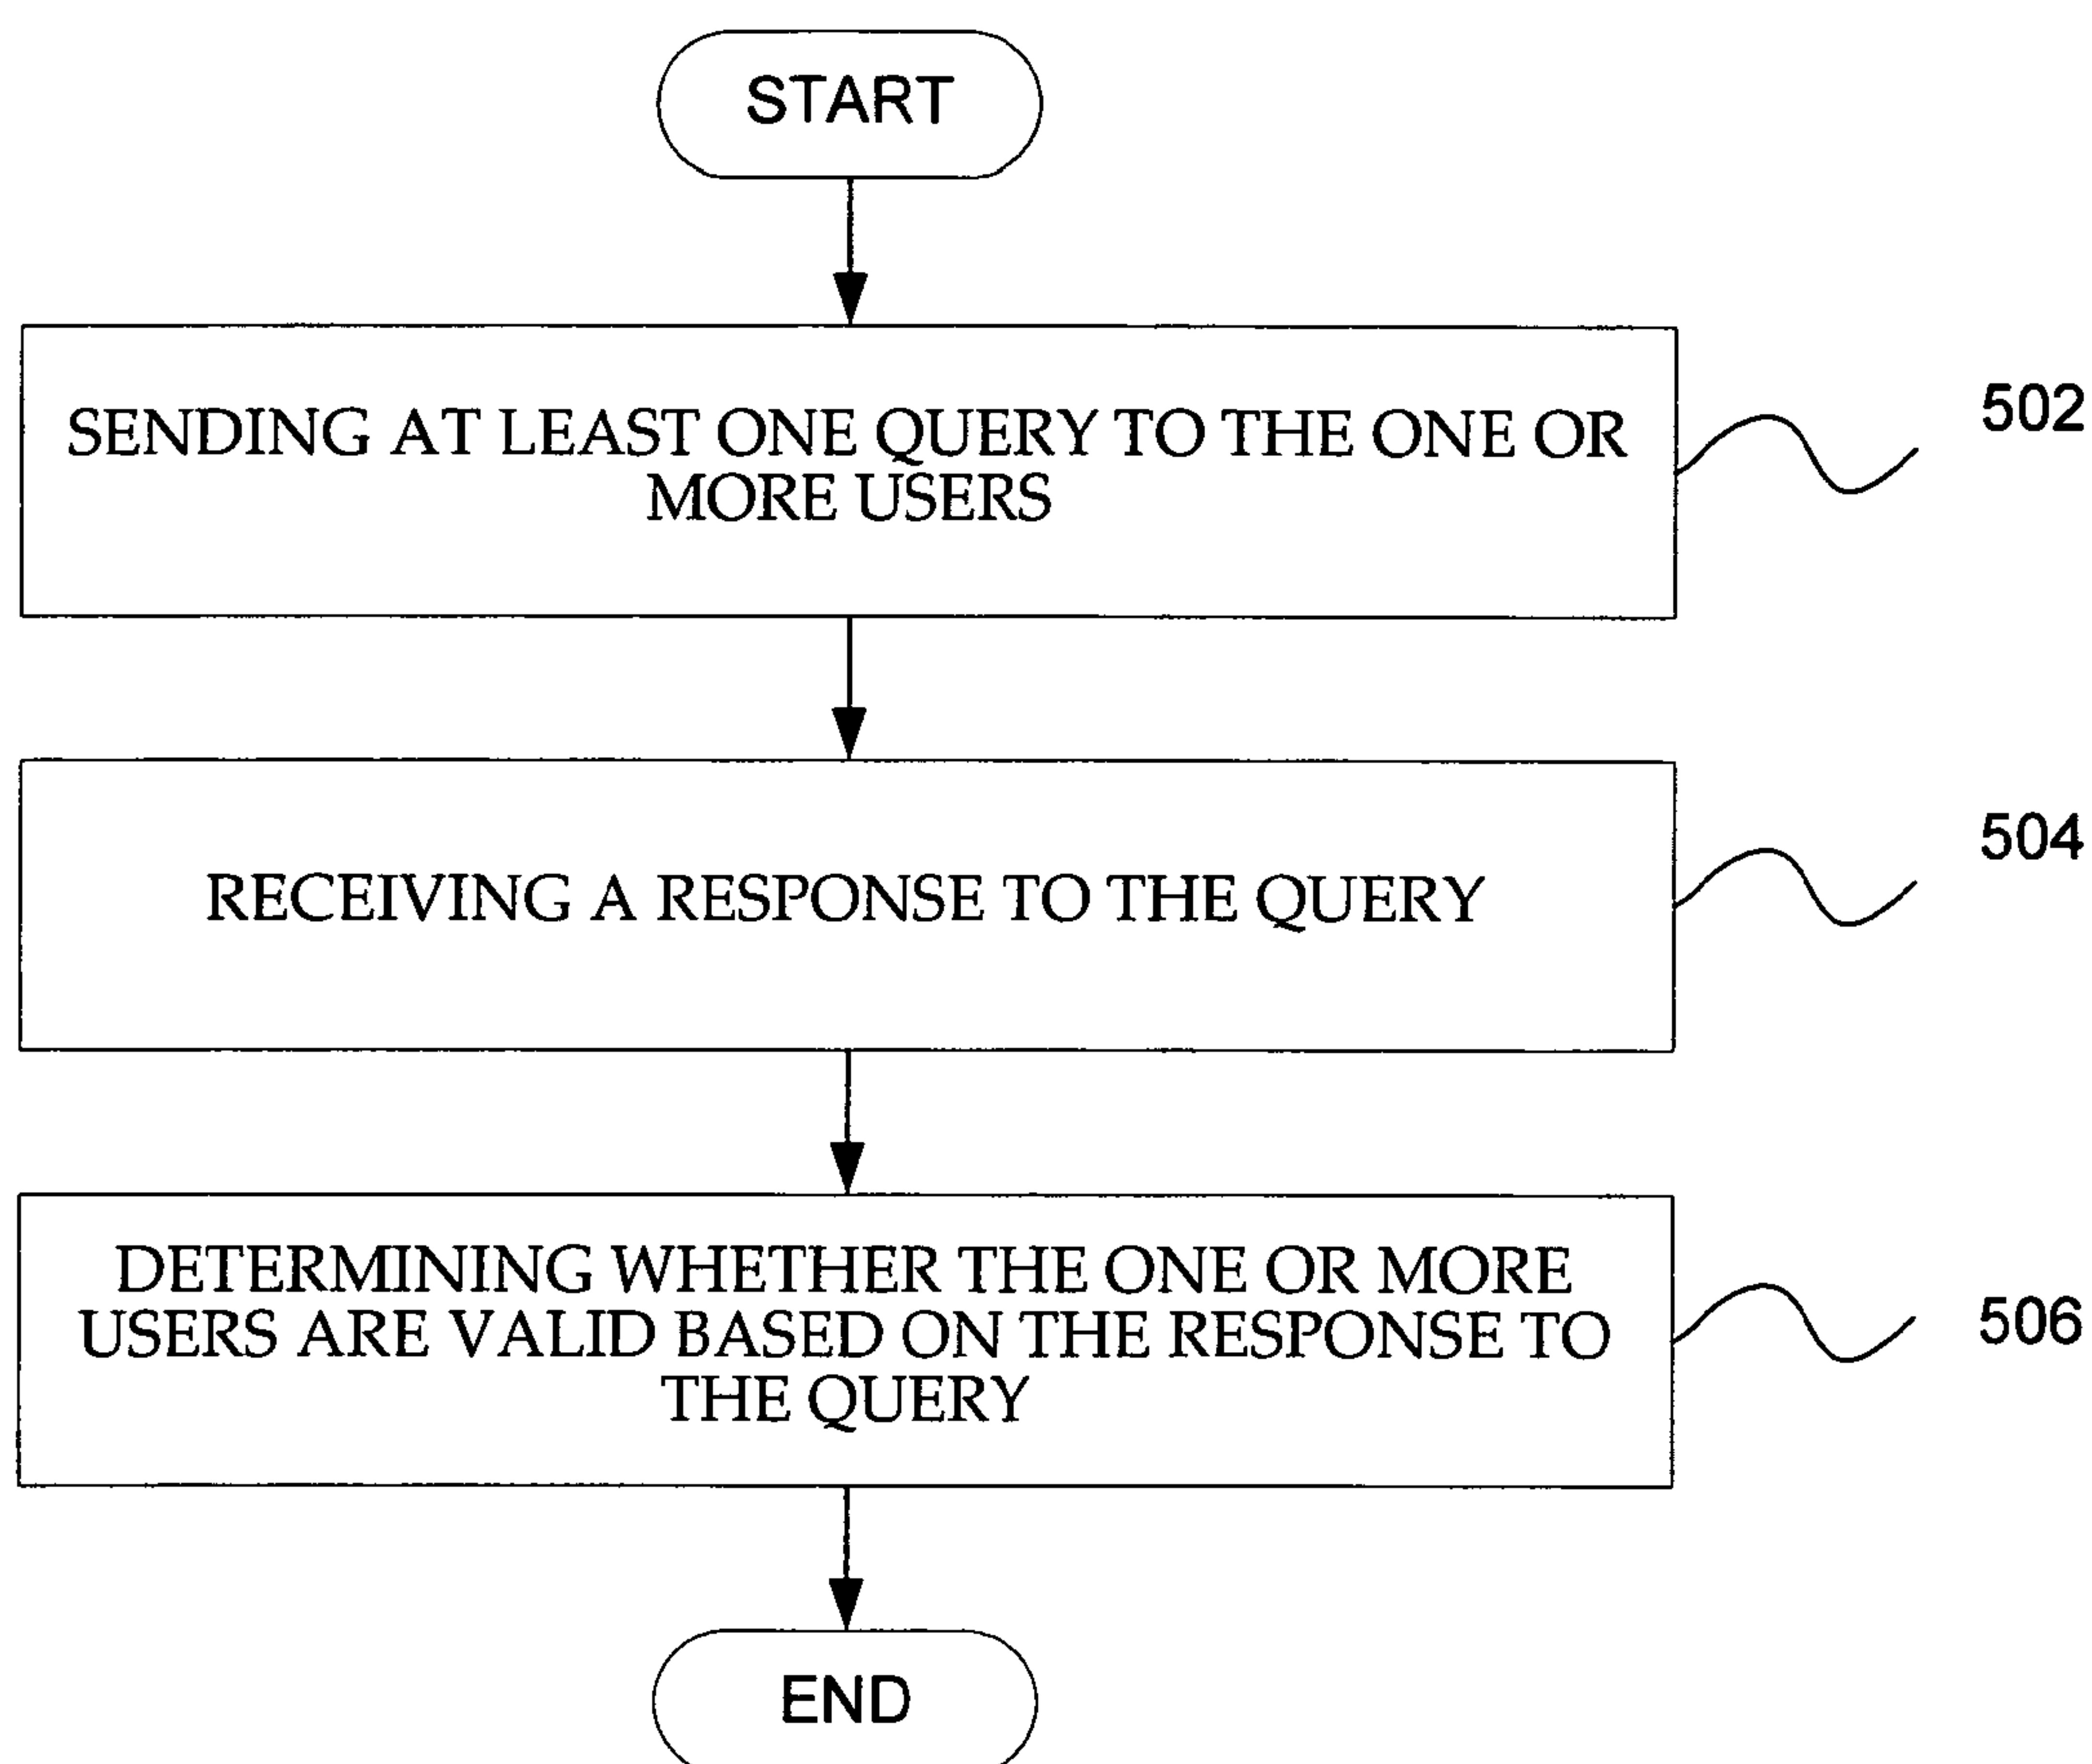 START
SENDING AT LEAST ONE QUERY TO THE ONE OR
MORE USERS
502
RECEIVING A RESPONSE TO THE QUERY
504
DETERMINING WHETHER THE ONE OR MORE
USERS ARE VALID BASED ON THE RESPONSE TO
THE QUERY
506
END